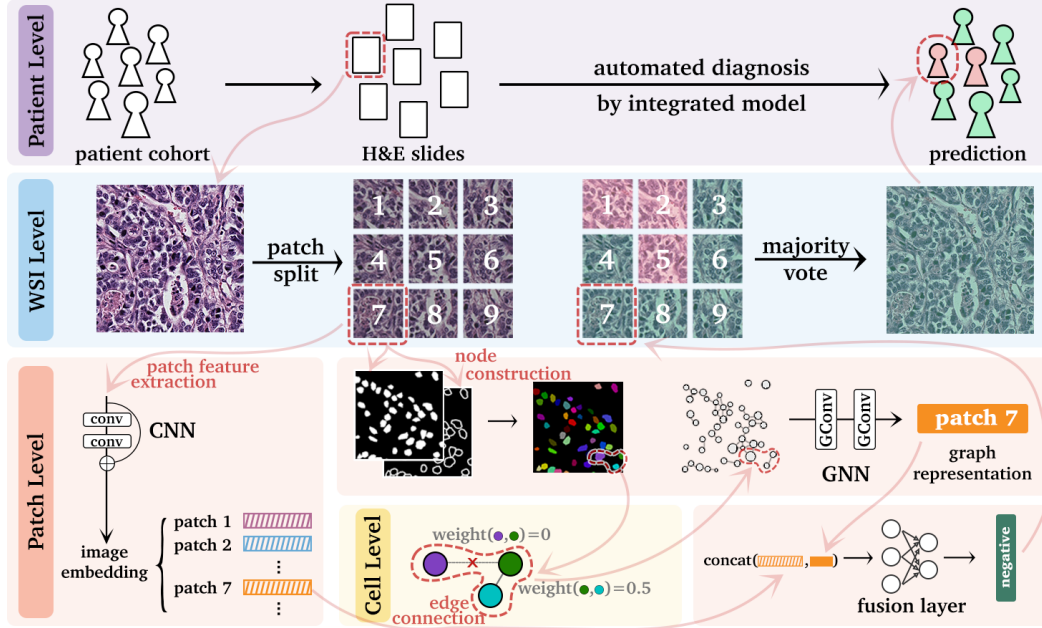 Patient Level
patient cohort
H&E slides
automated diagnosis
by integrated model
prediction
WSI Level
patch
split
1 2 3
4 5 6
7 8 9
1 2 3
4 5 6
7 8 9
majority
vote
Patch Level
patch feature
extraction
conv
conv
CNN
image
embedding
patch 1
patch 2
...
patch 7
...
node
construction
GConv
GConv
GNN
patch 7
graph
representation
Cell Level
weight( , )=0
x
weight( , )=0.5
edge
connection
concat( , )
fusion layer
negative